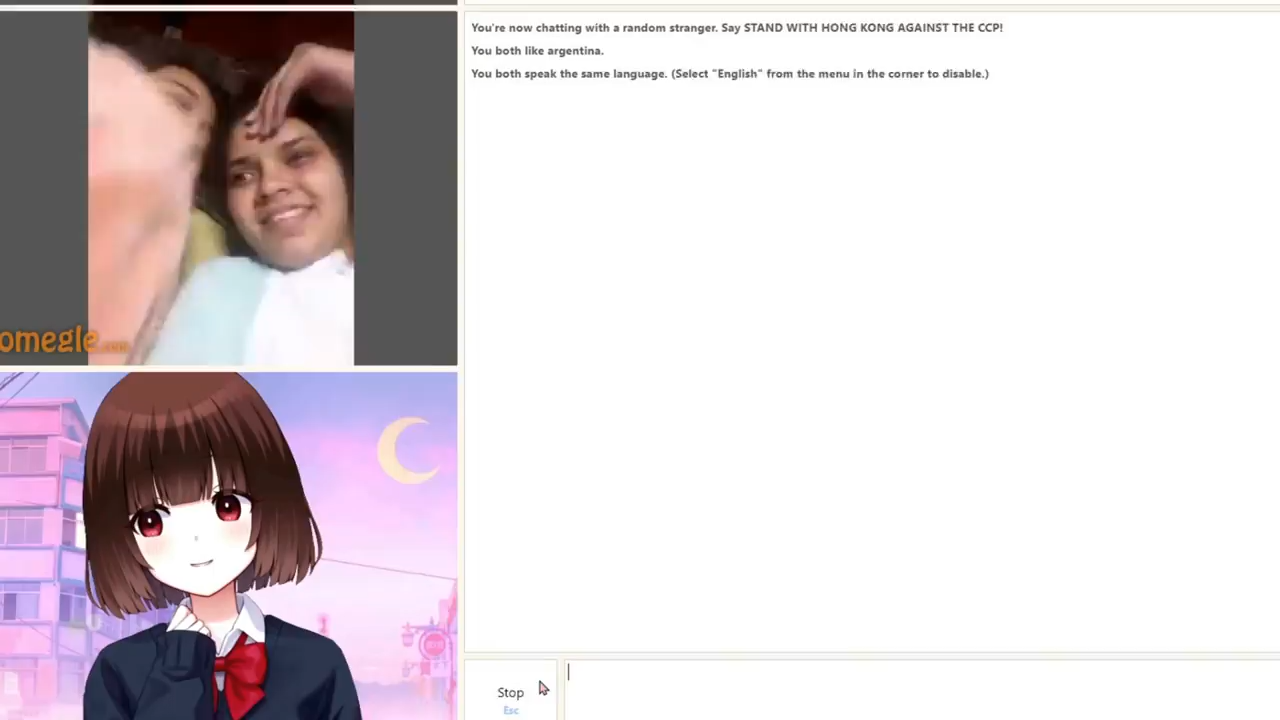 You're now chatting with a random stranger. Say STAND WITH HONG KONG AGAINST THE CCP!
You both like argentina.
You both speak the same language. (Select "English" from the menu in the corner to disable.)
omegle.com
Stop
Esc